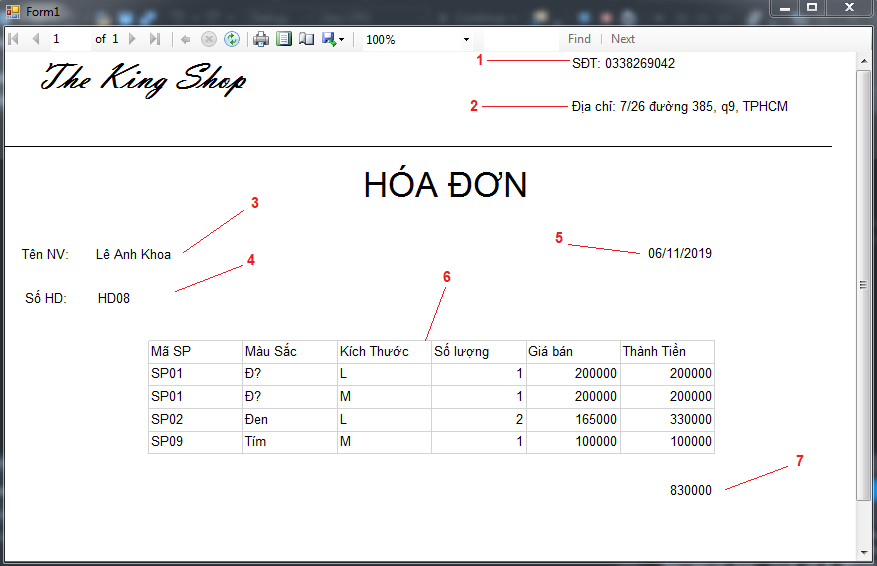 Form1
1 of 1 100% Find | Next
The King Shop
1 SĐT: 0338269042
2 Địa chỉ: 7/26 đường 385, q9, TPHCM
HÓA ĐƠN
3
Tên NV: Lê Anh Khoa
5 06/11/2019
4
Số HD: HD08
6
Mã SP Màu Sắc Kích Thước Số lượng Giá bán Thành Tiền
SP01 Đ? L 1 200000 200000
SP01 Đ? M 1 200000 200000
SP02 Đen L 2 165000 330000
SP09 Tím M 1 100000 100000
7
830000